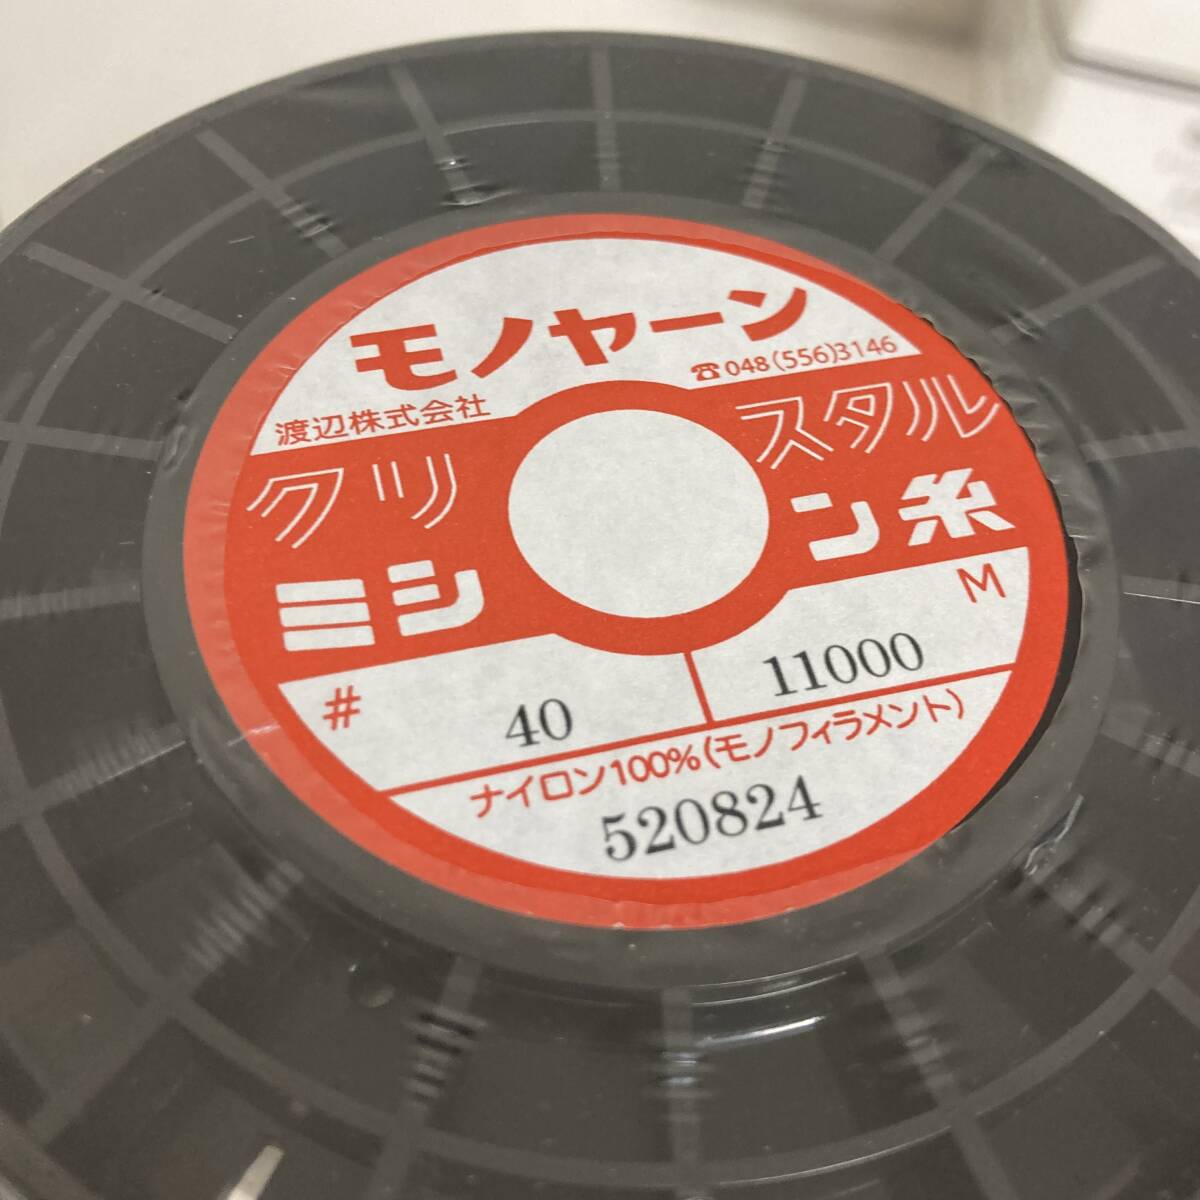 モノヤーン
渡辺株式会社 ☎048(556)3146
クリスタル
ミシン糸
# 40 11000 M
ナイロン100%(モノフィラメント)
520824